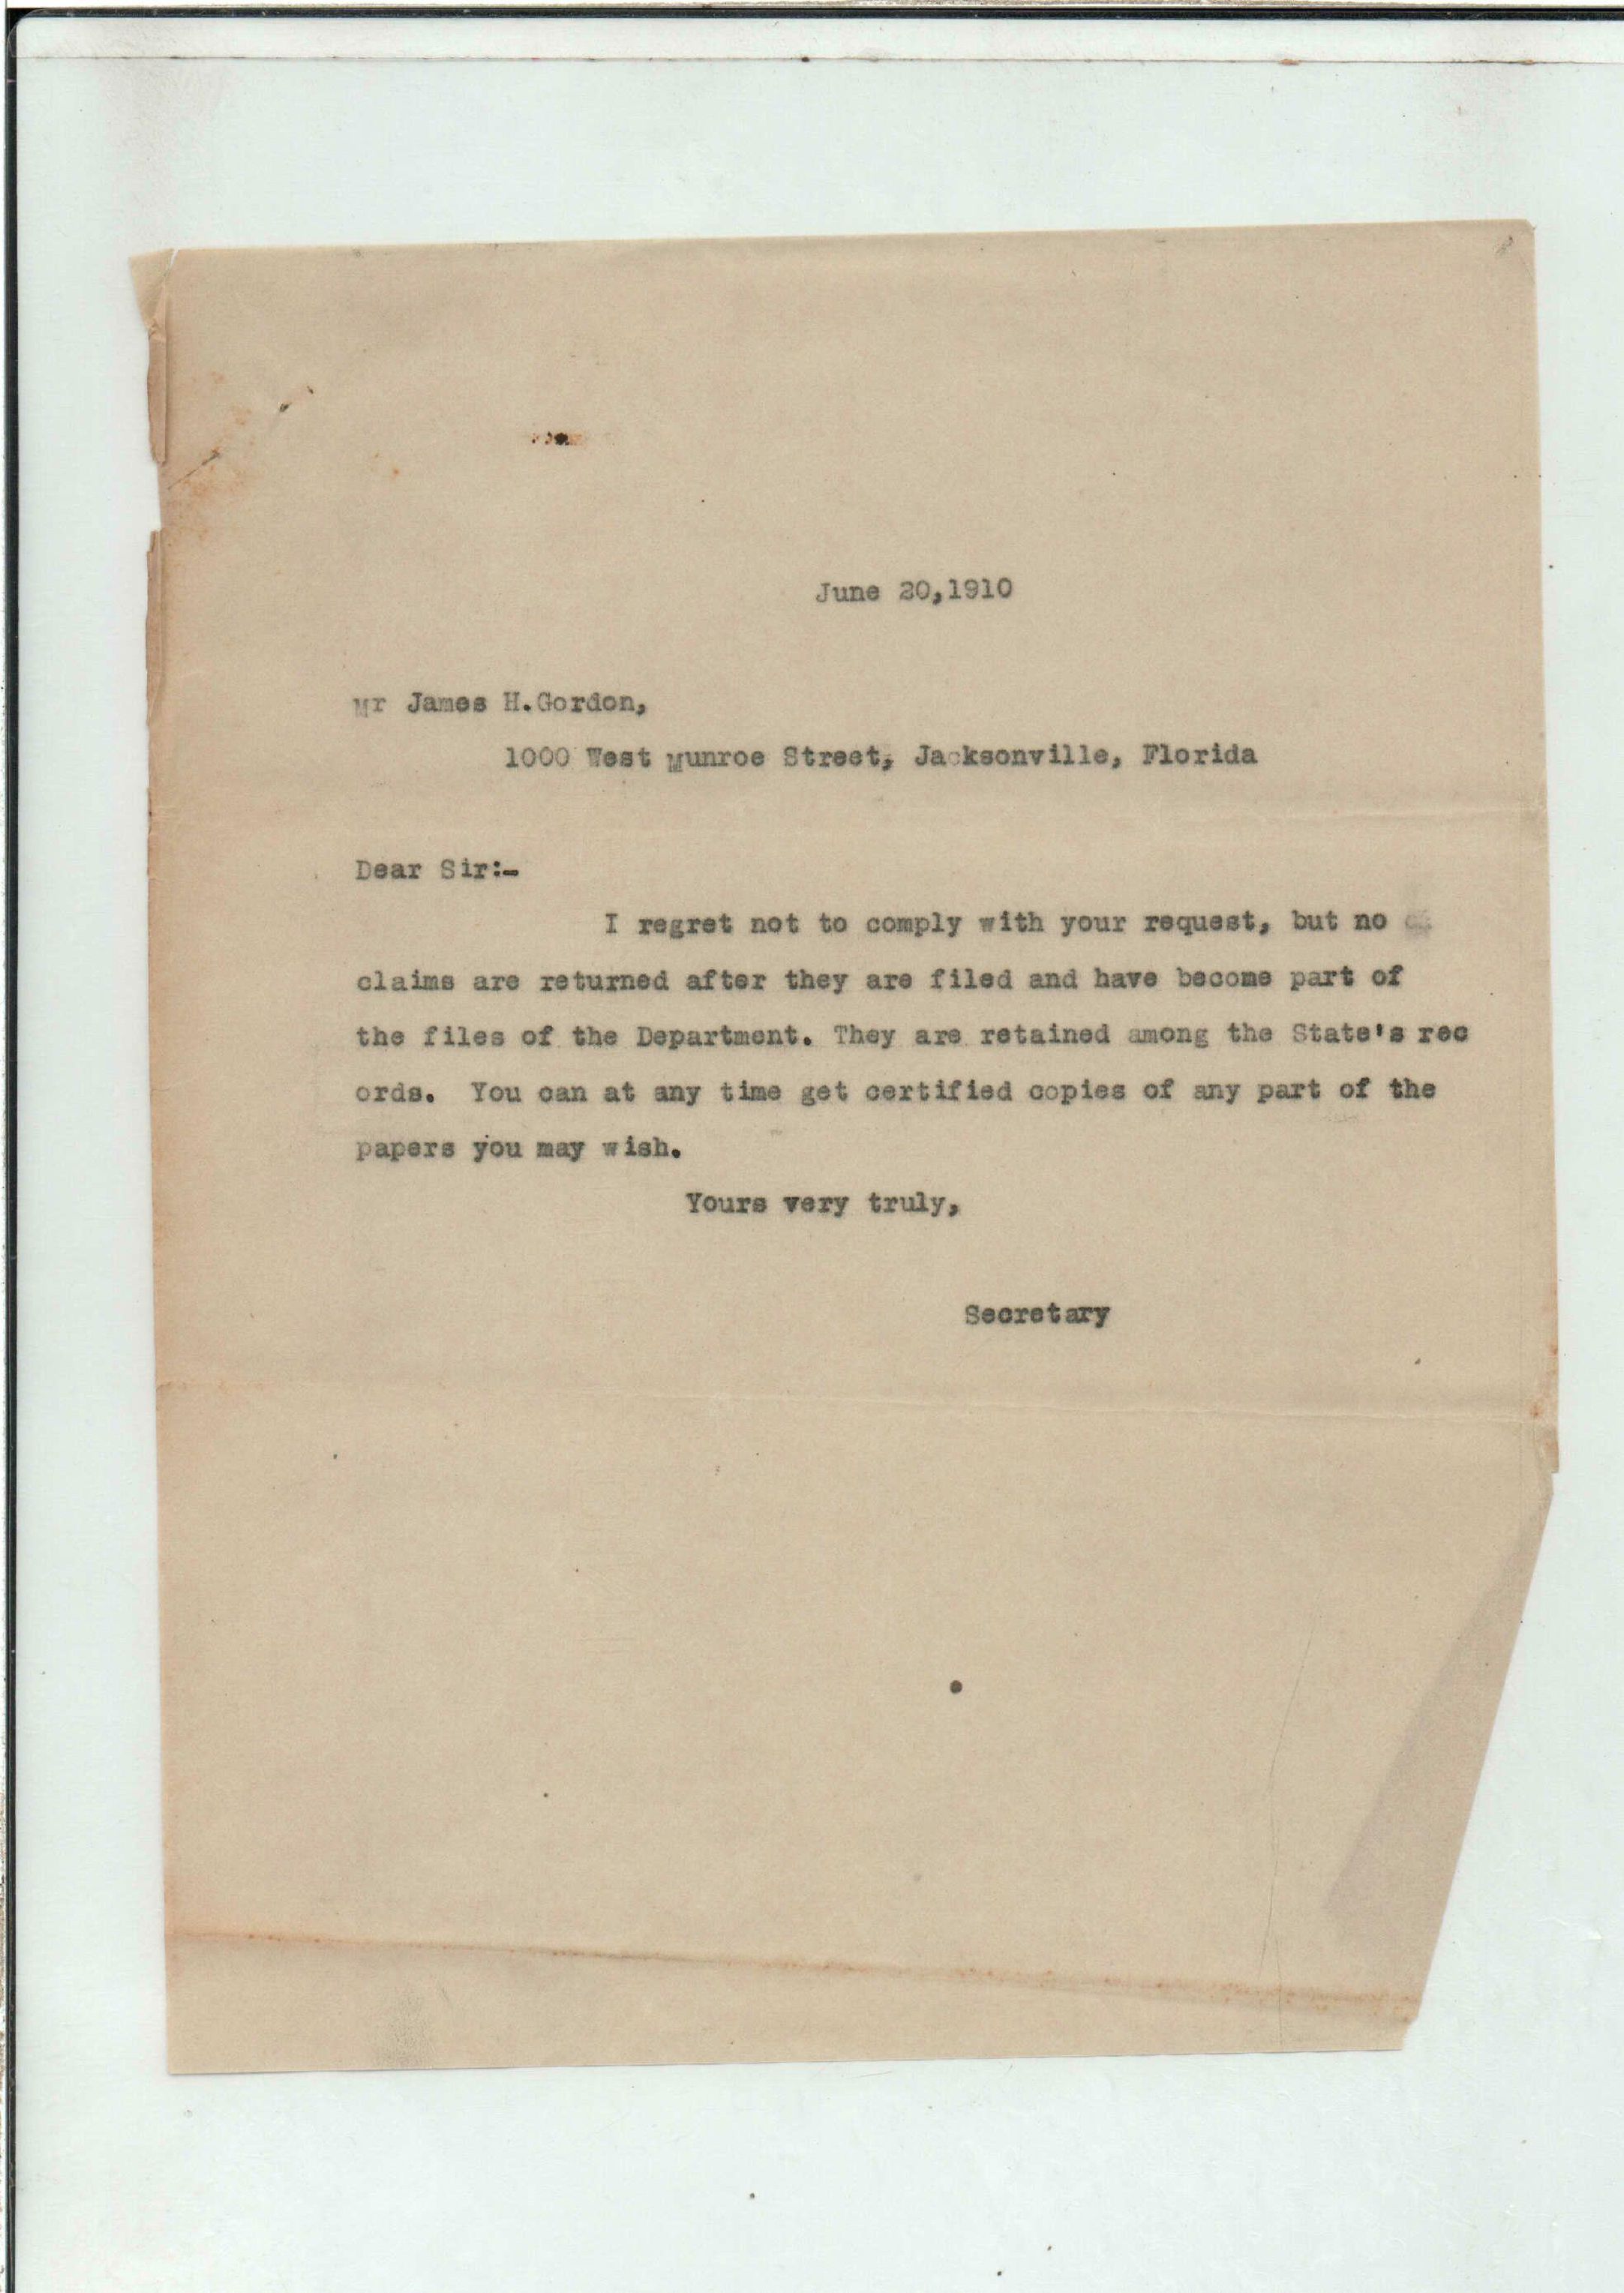 June 20,1910
Mr James H.Gordon,
1000 West Munroe Street, Jacksonville, Florida
Dear Sir:-
I regret not to comply with your request, but no
claims are returned after they are filed and have become part of
the files of the Department. They are retained among the State's rec
ords. You can at any time get certified copies of any part of the
papers you may wish.
Yours very truly,
Secretary